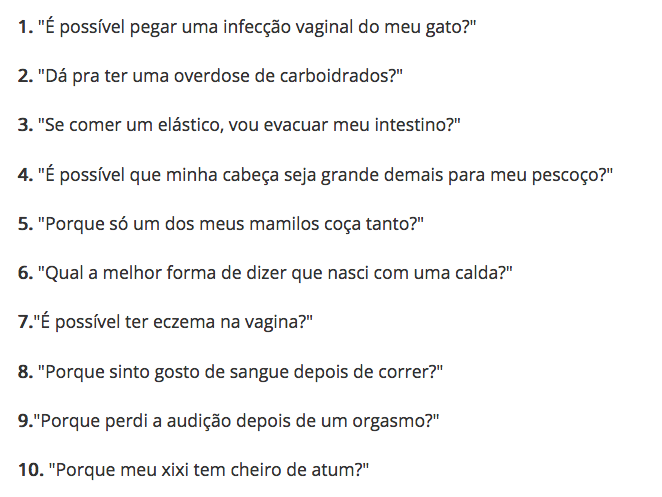 1. "É possível pegar uma infecção vaginal do meu gato?"
2. "Dá pra ter uma overdose de carboidrados?"
3. "Se comer um elástico, vou evacuar meu intestino?"
4. "É possível que minha cabeça seja grande demais para meu pescoço?"
5. "Porque só um dos meus mamilos coça tanto?"
6. "Qual a melhor forma de dizer que nasci com uma calda?"
7."É possível ter eczema na vagina?"
8. "Porque sinto gosto de sangue depois de correr?"
9."Porque perdi a audição depois de um orgasmo?"
10. "Porque meu xixi tem cheiro de atum?"